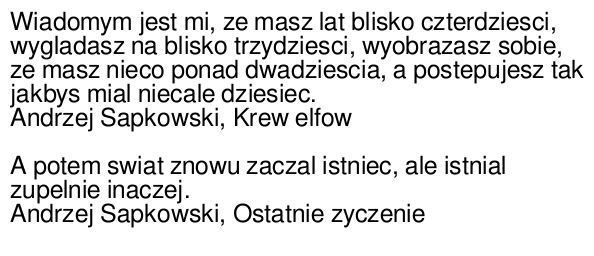 Wiadomym jest mi, ze masz lat blisko czterdziesci,
wygladasz na blisko trzydziesci, wyobrazasz sobie,
ze masz nieco ponad dwadziescia, a postepujesz tak
jakbys mial niecale dziesiec.
Andrzej Sapkowski, Krew elfow

A potem swiat znowu zaczal istniec, ale istnial
zupelnie inaczej.
Andrzej Sapkowski, Ostatnie zyczenie